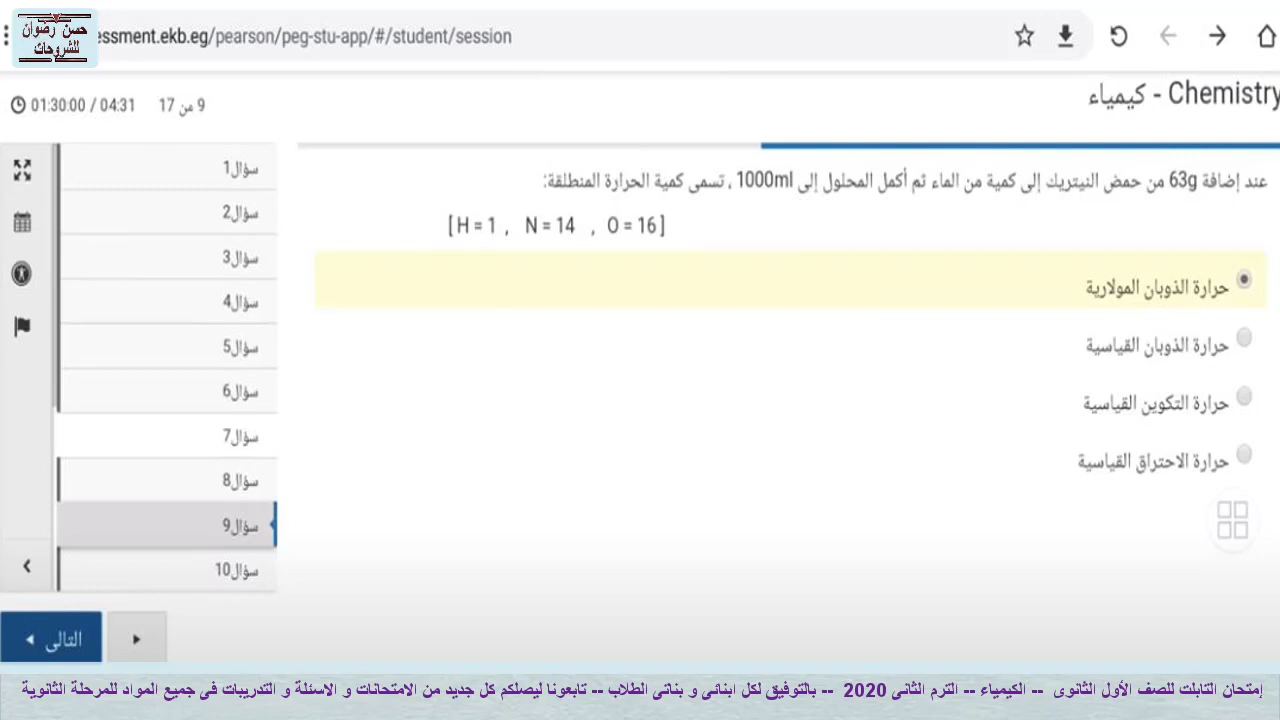 حسن رضوان
للشروحات
essment.ekb.eg/pearson/peg-stu-app/#/student/session
Chemistry - كيمياء
9 من 17
01:30:00 / 04:31
عند إضافة 63g من حمض النيتريك إلى كمية من الماء ثم أكمل المحلول إلى 1000ml ، تسمى كمية الحرارة المنطلقة:
[ H = 1 , N = 14 , O = 16 ]
حرارة الذوبان المولارية
حرارة الذوبان القياسية
حرارة التكوين القياسية
حرارة الاحتراق القياسية
سؤال1
سؤال2
سؤال3
سؤال4
سؤال5
سؤال6
سؤال7
سؤال8
سؤال9
سؤال10
التالى
إمتحان التابلت للصف الأول الثانوى -- الكيمياء -- الترم الثانى 2020 -- بالتوفيق لكل ابنائى و بناتى الطلاب -- تابعونا ليصلكم كل جديد من الامتحانات و الاسئلة و التدريبات فى جميع المواد للمرحلة الثانوية